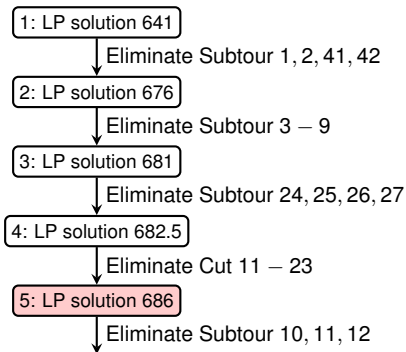 1: LP solution 641
Eliminate Subtour 1, 2, 41, 42
2: LP solution 676
Eliminate Subtour 3 − 9
3: LP solution 681
Eliminate Subtour 24, 25, 26, 27
4: LP solution 682.5
Eliminate Cut 11 − 23
5: LP solution 686
Eliminate Subtour 10, 11, 12